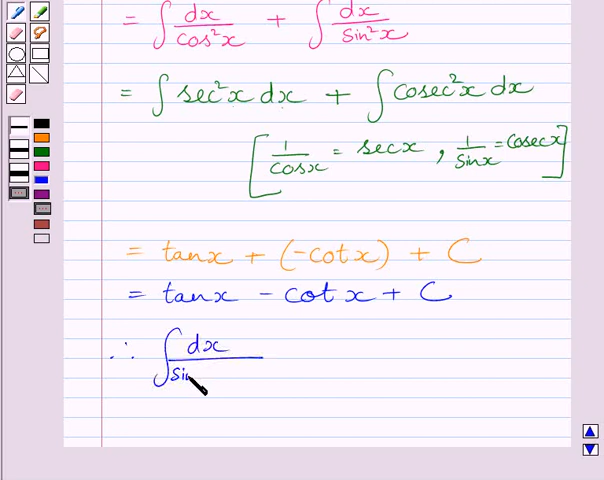 = ∫ dx/cos²x + ∫ dx/sin²x
= ∫ sec²x dx + ∫ cosec²x dx
[ 1/cosx = secx , 1/sinx = cosecx ]
= tanx + (-cotx) + C
= tanx - cotx + C
∴ ∫ dx/sin